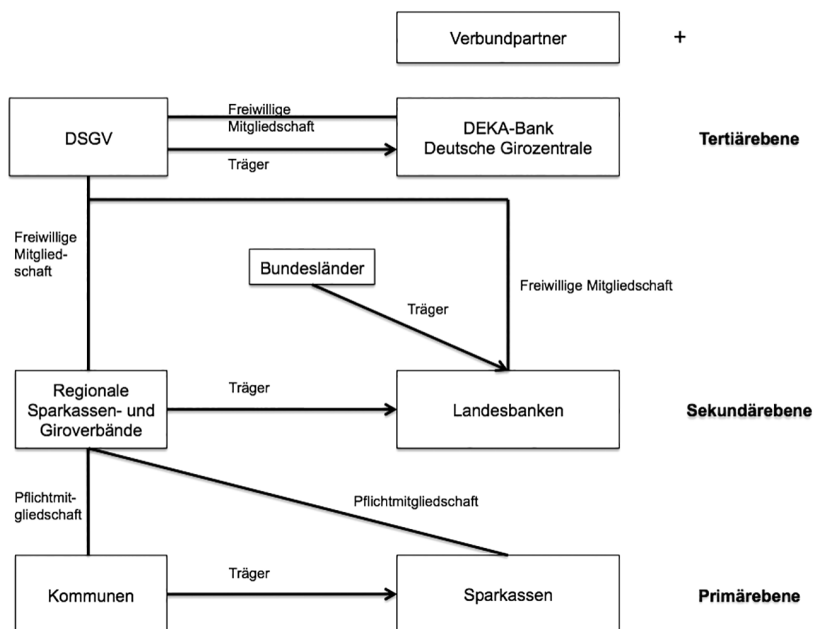 Verbundpartner
+
DSGV
Freiwillige
Mitgliedschaft
Träger
DEKA-Bank
Deutsche Girozentrale
Tertiärebene
Freiwillige
Mitglied-
schaft
Bundesländer
Träger
Freiwillige Mitgliedschaft
Regionale
Sparkassen- und
Giroverbände
Träger
Landesbanken
Sekundärebene
Pflichtmit-
gliedschaft
Pflichtmitgliedschaft
Kommunen
Träger
Sparkassen
Primärebene